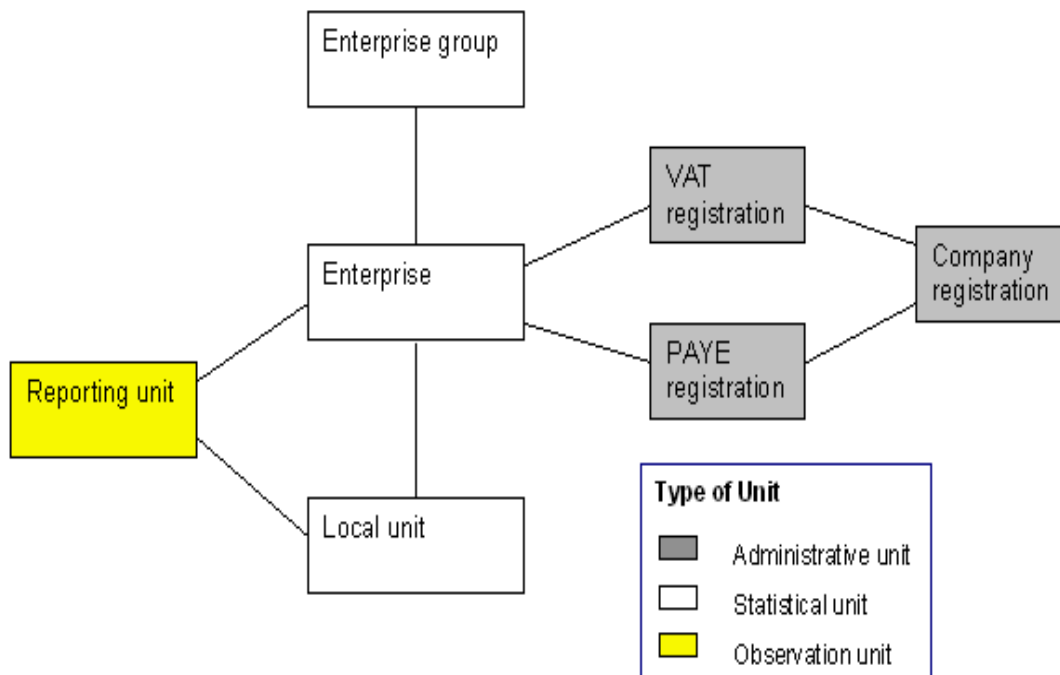 Enterprise group
VAT
registration
Enterprise
Company
registration
PAYE
registration
Reporting unit
Local unit
Type of Unit
Administrative unit
Statistical unit
Observation unit